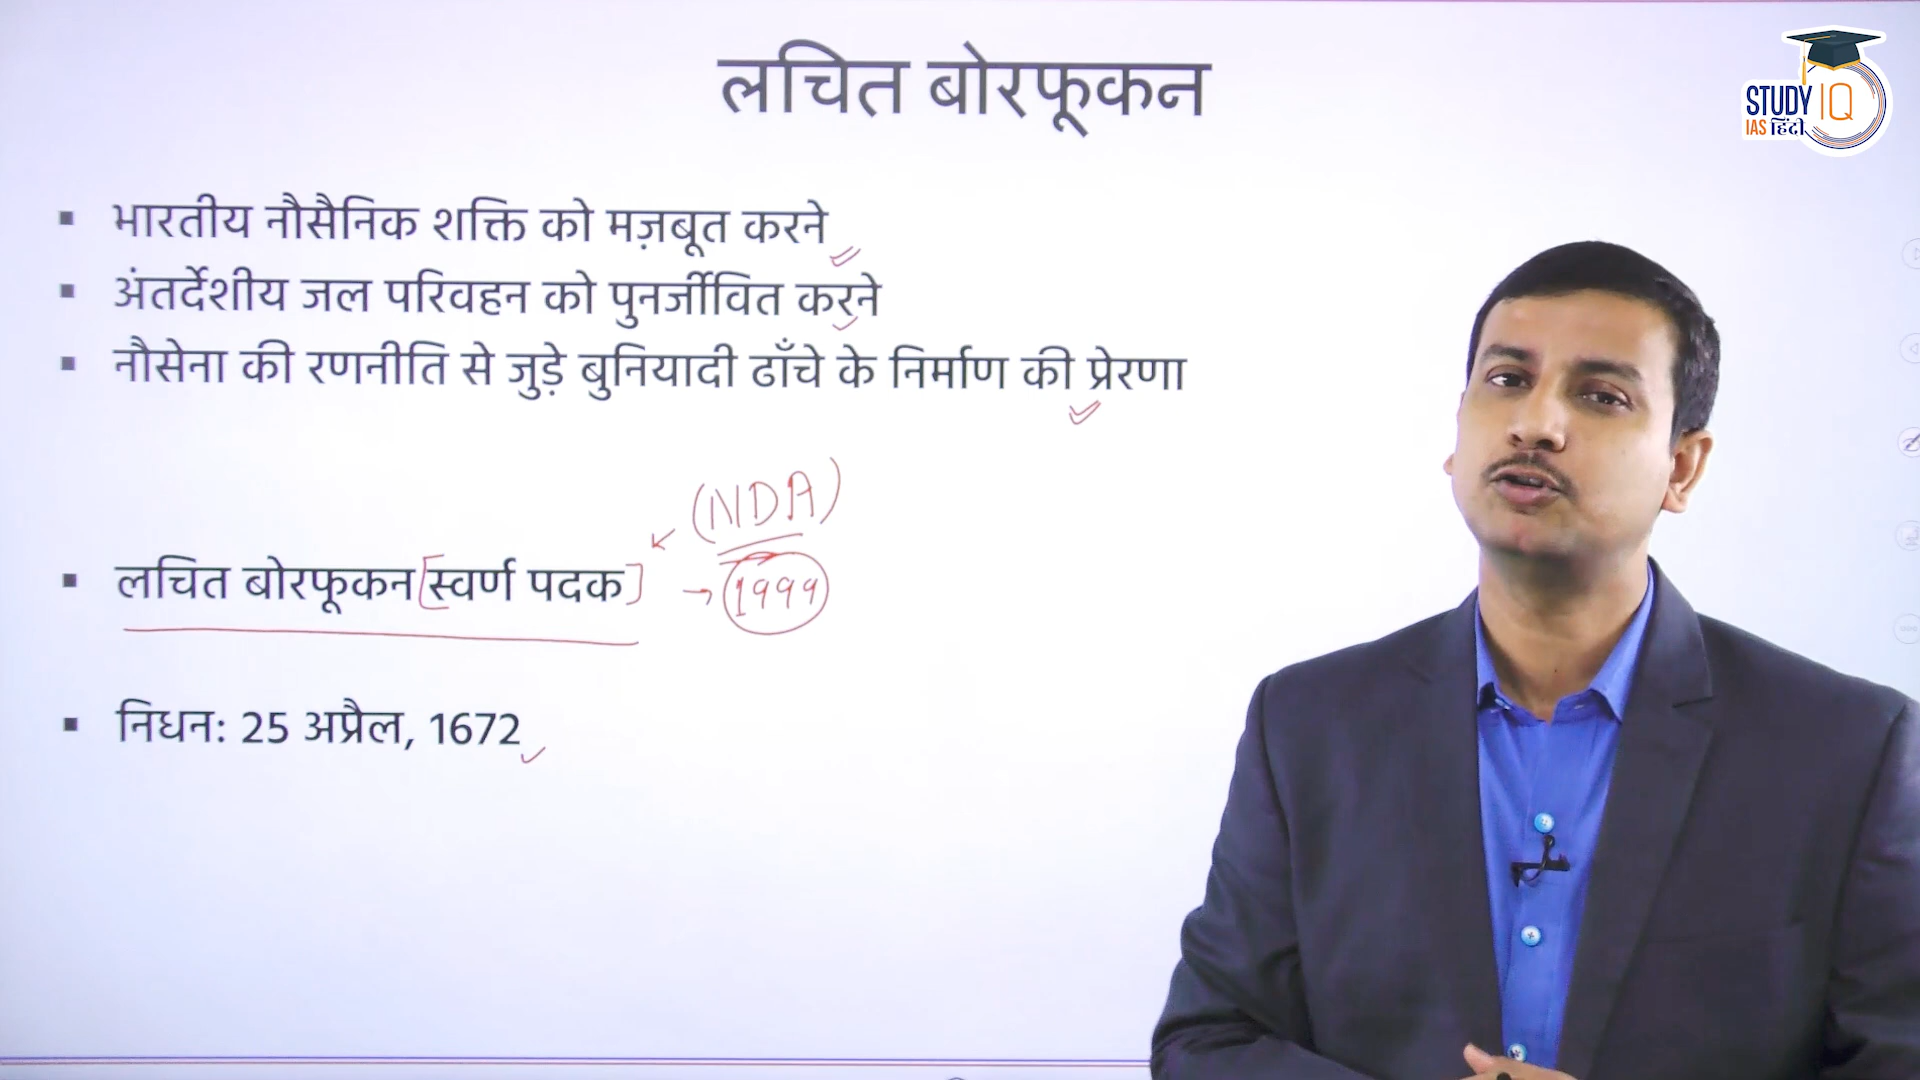 लचित बोरफूकन
STUDY IQ
IAS हिंदी
▪ भारतीय नौसैनिक शक्ति को मज़बूत करने
▪ अंतर्देशीय जल परिवहन को पुनर्जीवित करने
▪ नौसेना की रणनीति से जुड़े बुनियादी ढाँचे के निर्माण की प्रेरणा
(NDA)
▪ लचित बोरफूकन [स्वर्ण पदक] → 1999
▪ निधन: 25 अप्रैल, 1672